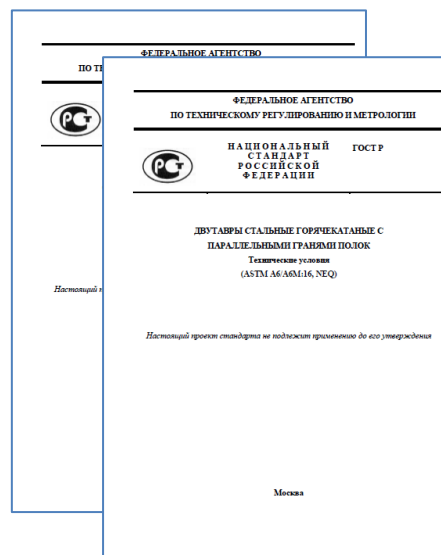 ФЕДЕРАЛЬНОЕ АГЕНТСТВО
ПО ТЕ
РСТ
Настоящий п
ФЕДЕРАЛЬНОЕ АГЕНТСТВО
ПО ТЕХНИЧЕСКОМУ РЕГУЛИРОВАНИЮ И МЕТРОЛОГИИ
РСТ
НАЦИОНАЛЬНЫЙ
СТАНДАРТ
РОССИЙСКОЙ
ФЕДЕРАЦИИ
ГОСТ Р
ДВУТАВРЫ СТАЛЬНЫЕ ГОРЯЧЕКАТАНЫЕ С
ПАРАЛЛЕЛЬНЫМИ ГРАНЯМИ ПОЛОК
Технические условия
(ASTM A6/A6M:16, NEQ)
Настоящий проект стандарта не подлежит применению до его утверждения
Москва